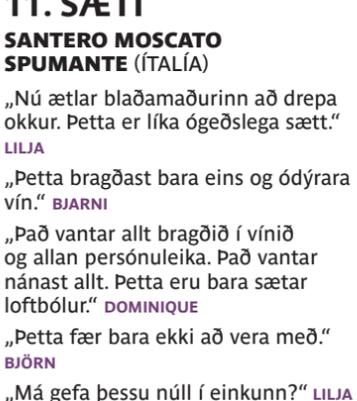 11. SÆTI
SANTERO MOSCATO
SPUMANTE (ÍTALÍA)
„Nú ætlar blaðamaðurinn að drepa
okkur. Þetta er líka ógeðslega sætt.“
LILJA
„Þetta bragðast bara eins og ódýrara
vín.“ BJARNI
„Það vantar allt bragðið í vínið
og allan persónuleika. Það vantar
nánast allt. Þetta eru bara sætar
loftbólur.“ DOMINIQUE
„Þetta fær bara ekki að vera með.“
BJÖRN
„Má gefa þessu núll í einkunn?“ LILJA